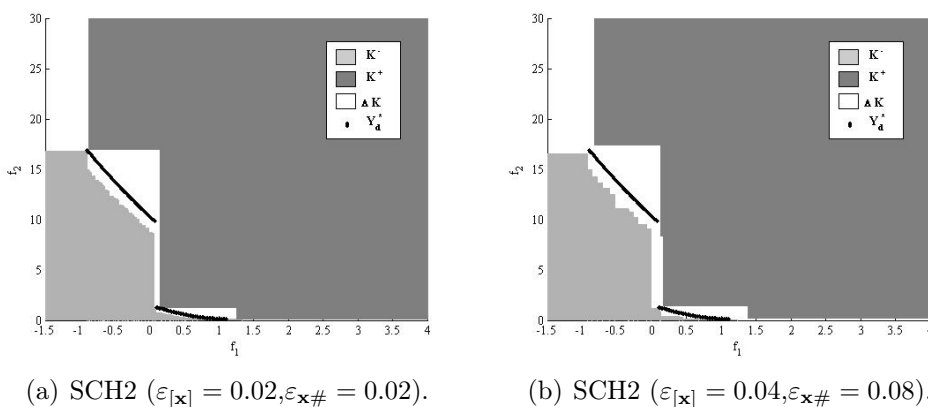 30
25
20
15
10
5
0
f₂
-1.5
-1
-0.5
0
0.5
1
1.5
2
2.5
3
3.5
4
f₁
K⁻
K⁺
Δ K
Y*d
30
25
20
15
10
5
0
f₂
-1.5
-1
-0.5
0
0.5
1
1.5
2
2.5
3
3.5
4
f₁
K⁻
K⁺
Δ K
Y*d
(a) SCH2 (ε[x] = 0.02,εx# = 0.02).
(b) SCH2 (ε[x] = 0.04,εx# = 0.08).